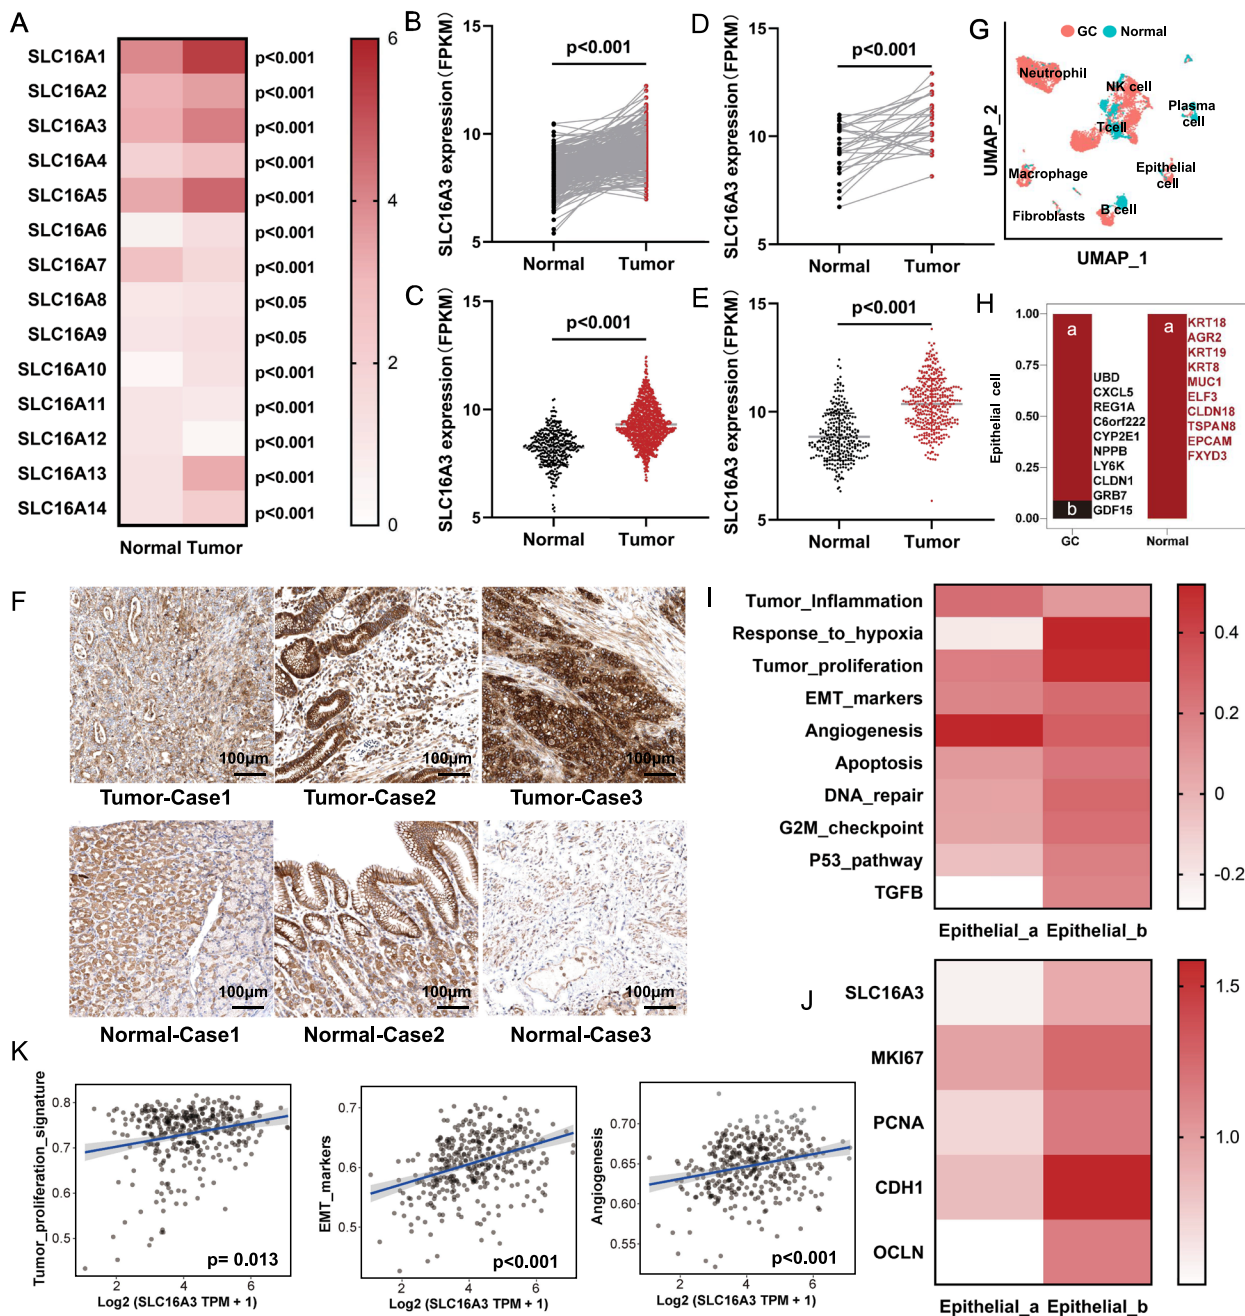 A
SLC16A1
SLC16A2
SLC16A3
SLC16A4
SLC16A5
SLC16A6
SLC16A7
SLC16A8
SLC16A9
SLC16A10
SLC16A11
SLC16A12
SLC16A13
SLC16A14
p<0.001
p<0.001
p<0.001
p<0.001
p<0.001
p<0.001
p<0.001
p<0.05
p<0.05
p<0.001
p<0.001
p<0.001
p<0.001
p<0.001
Normal Tumor
6
4
2
0
B
SLC16A3 expression(FPKM)
15
10
5
p<0.001
Normal Tumor
C
SLC16A3 expression(FPKM)
15
10
5
p<0.001
Normal Tumor
D
SLC16A3 expression(FPKM)
15
10
5
p<0.001
Normal Tumor
E
SLC16A3 expression(FPKM)
15
10
5
p<0.001
Normal Tumor
G
GC Normal
Neutrophil
NK cell
Plasma
cell
Tcell
Macrophage
Epithelial
cell
Fibroblasts
B cell
UMAP_2
UMAP_1
H
Epithelial cell
1.00
0.75
0.50
0.25
0.00
a
b
a
UBD
CXCL5
REG1A
C6orf222
CYP2E1
NPPB
LY6K
CLDN1
GRB7
GDF15
KRT18
AGR2
KRT19
KRT8
MUC1
ELF3
CLDN18
TSPAN8
EPCAM
FXYD3
GC Normal
F
100μm
100μm
100μm
Tumor-Case1 Tumor-Case2 Tumor-Case3
100μm
100μm
100μm
Normal-Case1 Normal-Case2 Normal-Case3
I
Tumor_Inflammation
Response_to_hypoxia
Tumor_proliferation
EMT_markers
Angiogenesis
Apoptosis
DNA_repair
G2M_checkpoint
P53_pathway
TGFB
Epithelial_a Epithelial_b
0.4
0.2
0
-0.2
J
SLC16A3
MKI67
PCNA
CDH1
OCLN
Epithelial_a Epithelial_b
1.5
1.0
K
Tumor_proliferation_signature
0.8
0.7
0.6
0.5
p= 0.013
2 4 6
Log2 (SLC16A3 TPM + 1)
EMT_markers
0.7
0.6
0.5
p<0.001
2 4 6
Log2 (SLC16A3 TPM + 1)
Angiogenesis
0.70
0.65
0.60
0.55
p<0.001
2 4 6
Log2 (SLC16A3 TPM + 1)